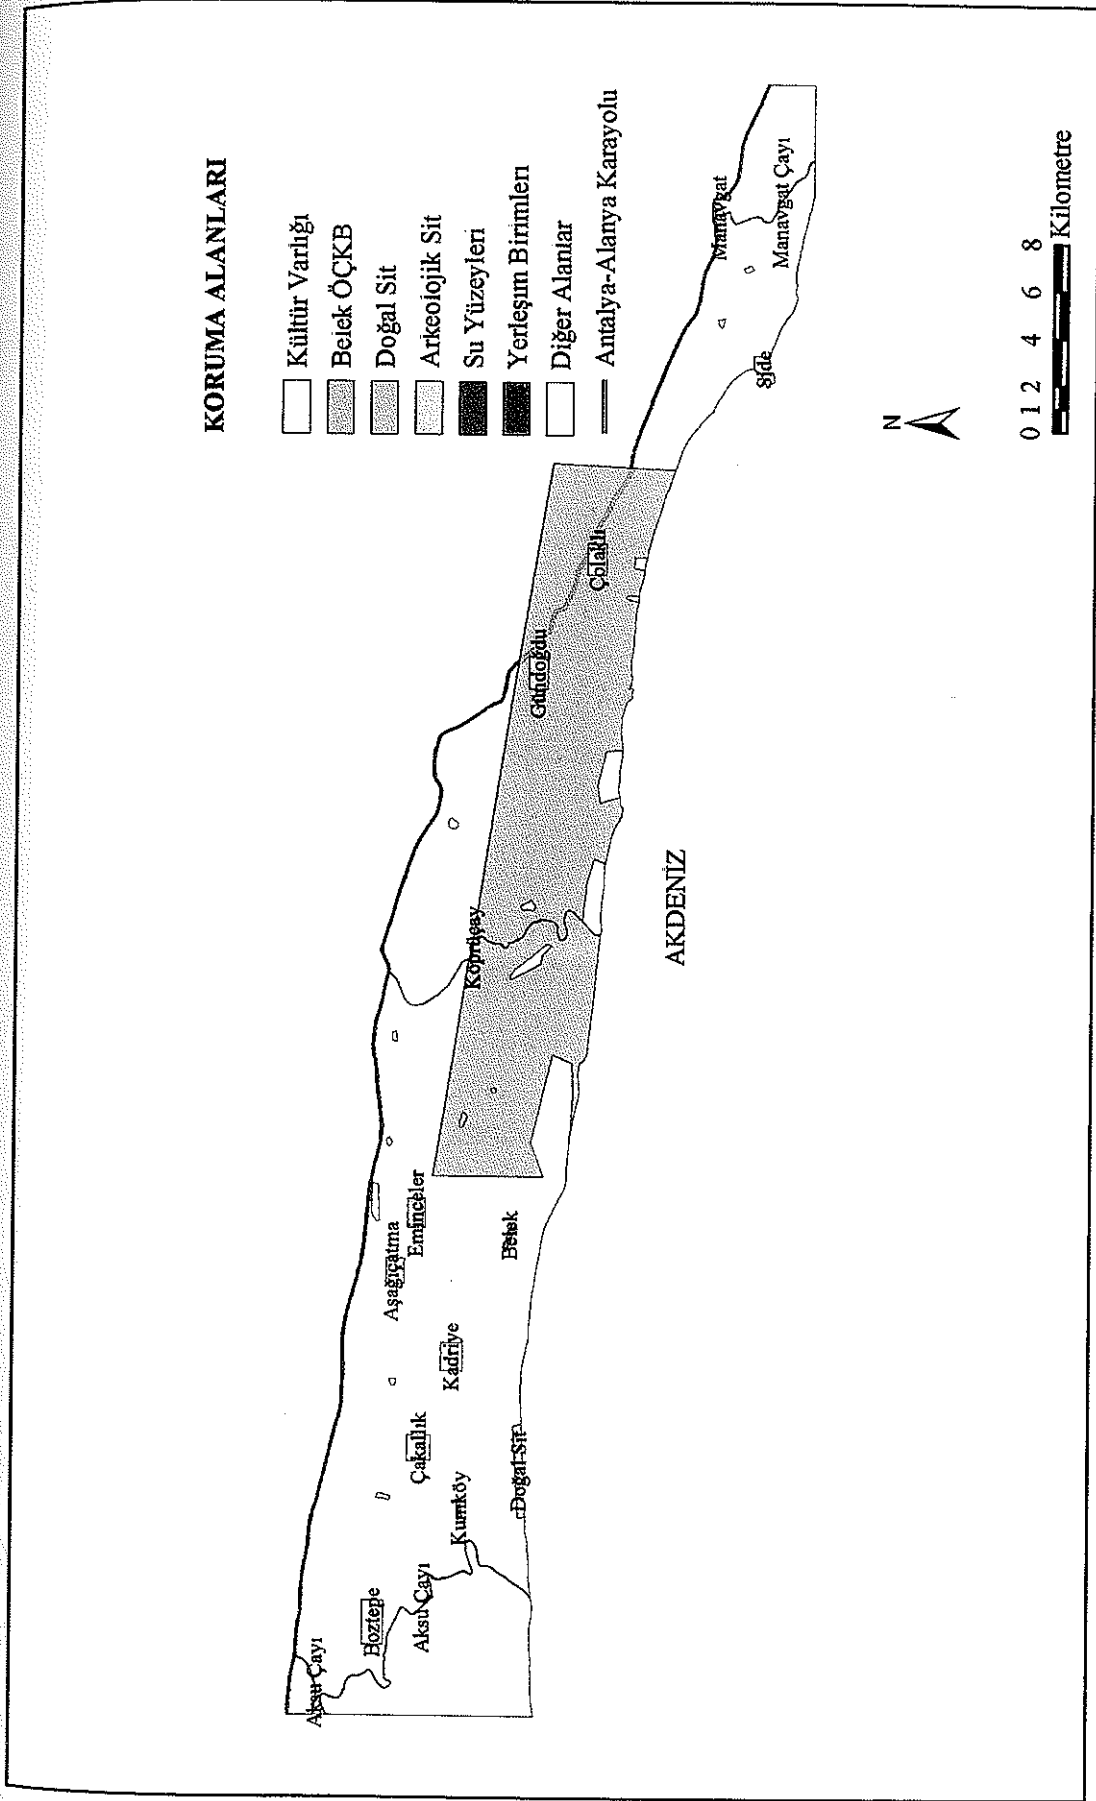 KORUMA ALANLARI
Kültür Varlığı
Belek ÖÇKB
Doğal Sit
Arkeolojik Sit
Su Yüzeyleri
Yerleşim Birimleri
Diğer Alanlar
Antalya-Alanya Karayolu
Aksu Çayı
Boztepe
Aksu Çayı
Kumköy
Çakallık
Doğal Sit
Kadriye
Aşağıçatma
Eminceler
Belek
Köprüçay
Gündoğdu
Çolaklı
Side
Manavgat
Manavgat Çayı
AKDENİZ
N
0 1 2 4 6 8
Kilometre